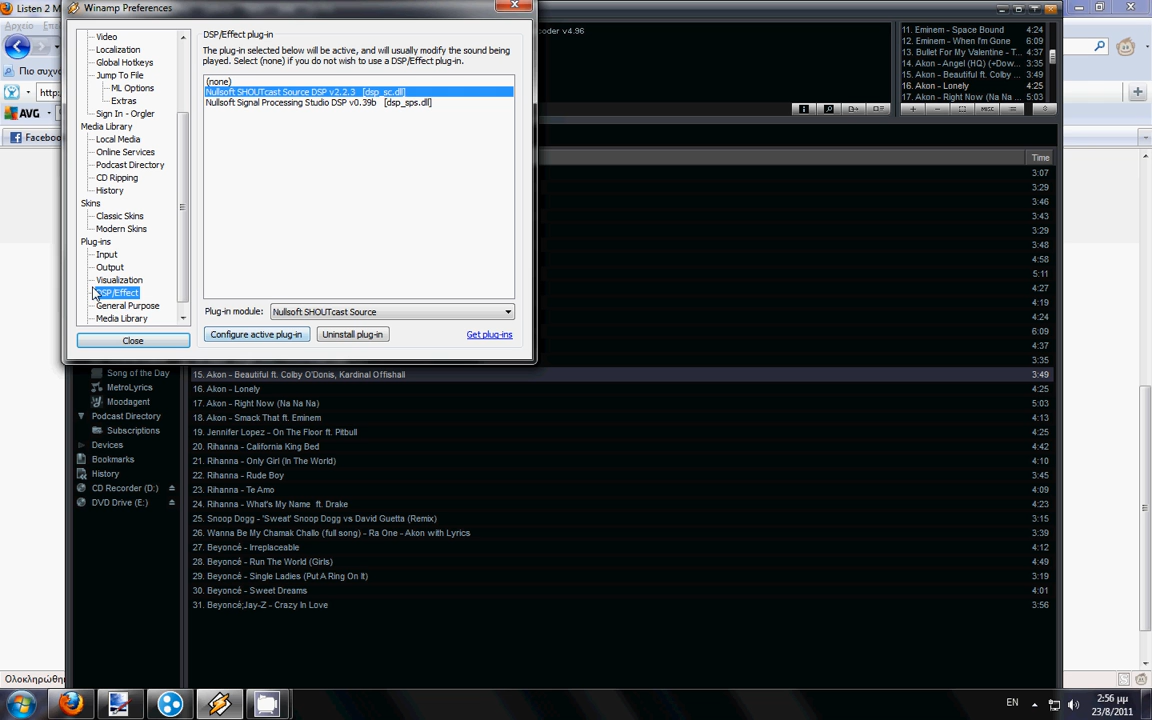 Listen 2 M
Winamp Preferences
Αρχείο Επε
Πιο συχν
http:
AVG
Faceboo
Video
Localization
Global Hotkeys
Jump To File
ML Options
Extras
Sign In - Orgler
Media Library
Local Media
Online Services
Podcast Directory
CD Ripping
History
Skins
Classic Skins
Modern Skins
Plug-ins
Input
Output
Visualization
DSP/Effect
General Purpose
Media Library
Close
DSP/Effect plug-in
The plug-in selected below will be active, and will usually modify the sound being
played. Select (none) if you do not wish to use a DSP/Effect plug-in.
(none)
Nullsoft SHOUTcast Source DSP v2.2.3 [dsp_sc.dll]
Nullsoft Signal Processing Studio DSP v0.39b [dsp_sps.dll]
Plug-in module: Nullsoft SHOUTcast Source
Configure active plug-in Uninstall plug-in Get plug-ins
coder v4.96
11. Eminem - Space Bound 4:24
12. Eminem - When I'm Gone 6:09
13. Bullet For My Valentine - T... 4:37
14. Akon - Angel (HQ) (+Dow... 3:35
15. Akon - Beautiful ft. Colby ... 3:49
16. Akon - Lonely 4:25
17. Akon - Right Now (Na Na ... 5:03
MISC
Time
3:07
3:29
3:46
3:43
3:29
3:48
4:58
5:11
4:27
4:19
4:24
6:09
4:37
3:35
15. Akon - Beautiful ft. Colby O'Donis, Kardinal Offishall 3:49
16. Akon - Lonely 4:25
17. Akon - Right Now (Na Na Na) 5:03
18. Akon - Smack That ft. Eminem 4:13
19. Jennifer Lopez - On The Floor ft. Pitbull 4:25
20. Rihanna - California King Bed 4:42
21. Rihanna - Only Girl (In The World) 4:10
22. Rihanna - Rude Boy 3:45
23. Rihanna - Te Amo 4:09
24. Rihanna - What's My Name ft. Drake 4:23
25. Snoop Dogg - 'Sweat' Snoop Dogg vs David Guetta (Remix) 3:15
26. Wanna Be My Chamak Challo (full song) - Ra One - Akon with Lyrics 3:39
27. Beyoncé - Irreplaceable 4:12
28. Beyoncé - Run The World (Girls) 4:49
29. Beyoncé - Single Ladies (Put A Ring On It) 3:19
30. Beyoncé - Sweet Dreams 4:01
31. Beyoncé;Jay-Z - Crazy In Love 3:56
Song of the Day
MetroLyrics
Moodagent
Podcast Directory
Subscriptions
Devices
Bookmarks
History
CD Recorder (D:)
DVD Drive (E:)
Ολοκληρώθη
EN
2:56 μμ
23/8/2011